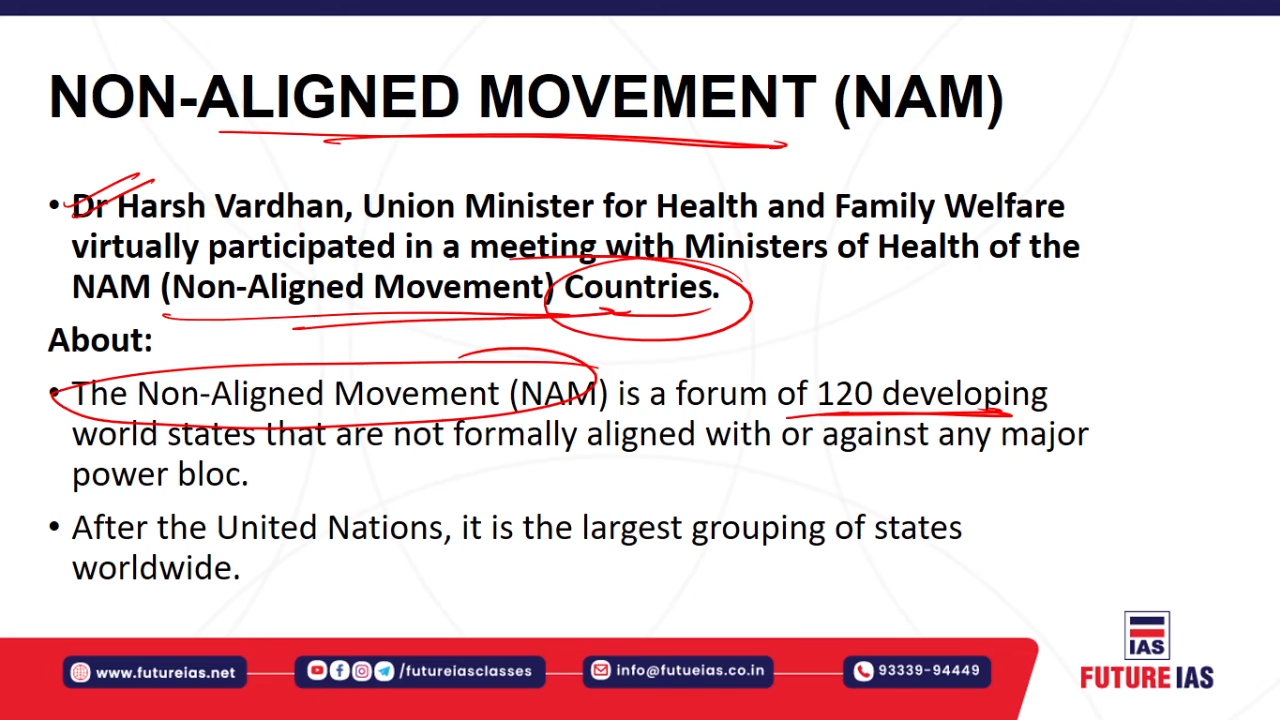 NON-ALIGNED MOVEMENT (NAM)
• Dr Harsh Vardhan, Union Minister for Health and Family Welfare
virtually participated in a meeting with Ministers of Health of the
NAM (Non-Aligned Movement) Countries.
About:
• The Non-Aligned Movement (NAM) is a forum of 120 developing
world states that are not formally aligned with or against any major
power bloc.
• After the United Nations, it is the largest grouping of states
worldwide.
IAS
www.futureias.net
/futureiasclasses
info@futueias.co.in
93339-94449
FUTURE IAS